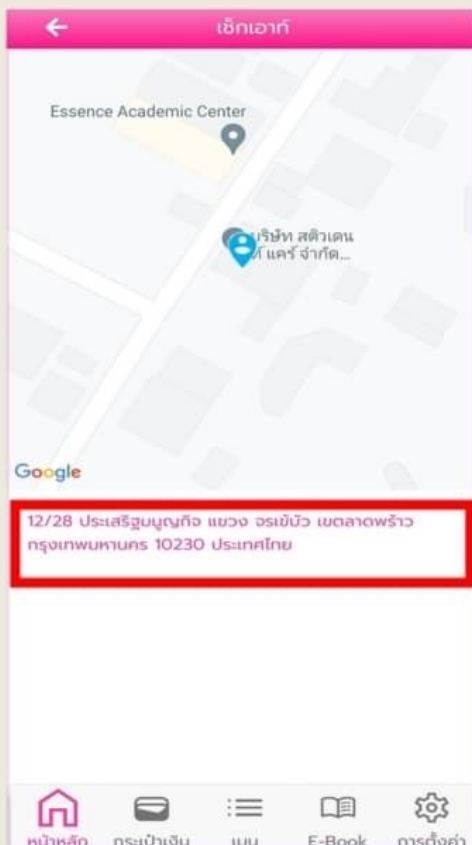 เช็กเอาท์
Essence Academic Center
บริษัท สติวเดน
ท์ แคร์ จำกัด...
Google
12/28 ประเสริฐมนูญกิจ แขวง จรเข้บัว เขตลาดพร้าว
กรุงเทพมหานคร 10230 ประเทศไทย
หน้าหลัก กระเป๋าเงิน เมนู E-Book การตั้งค่า